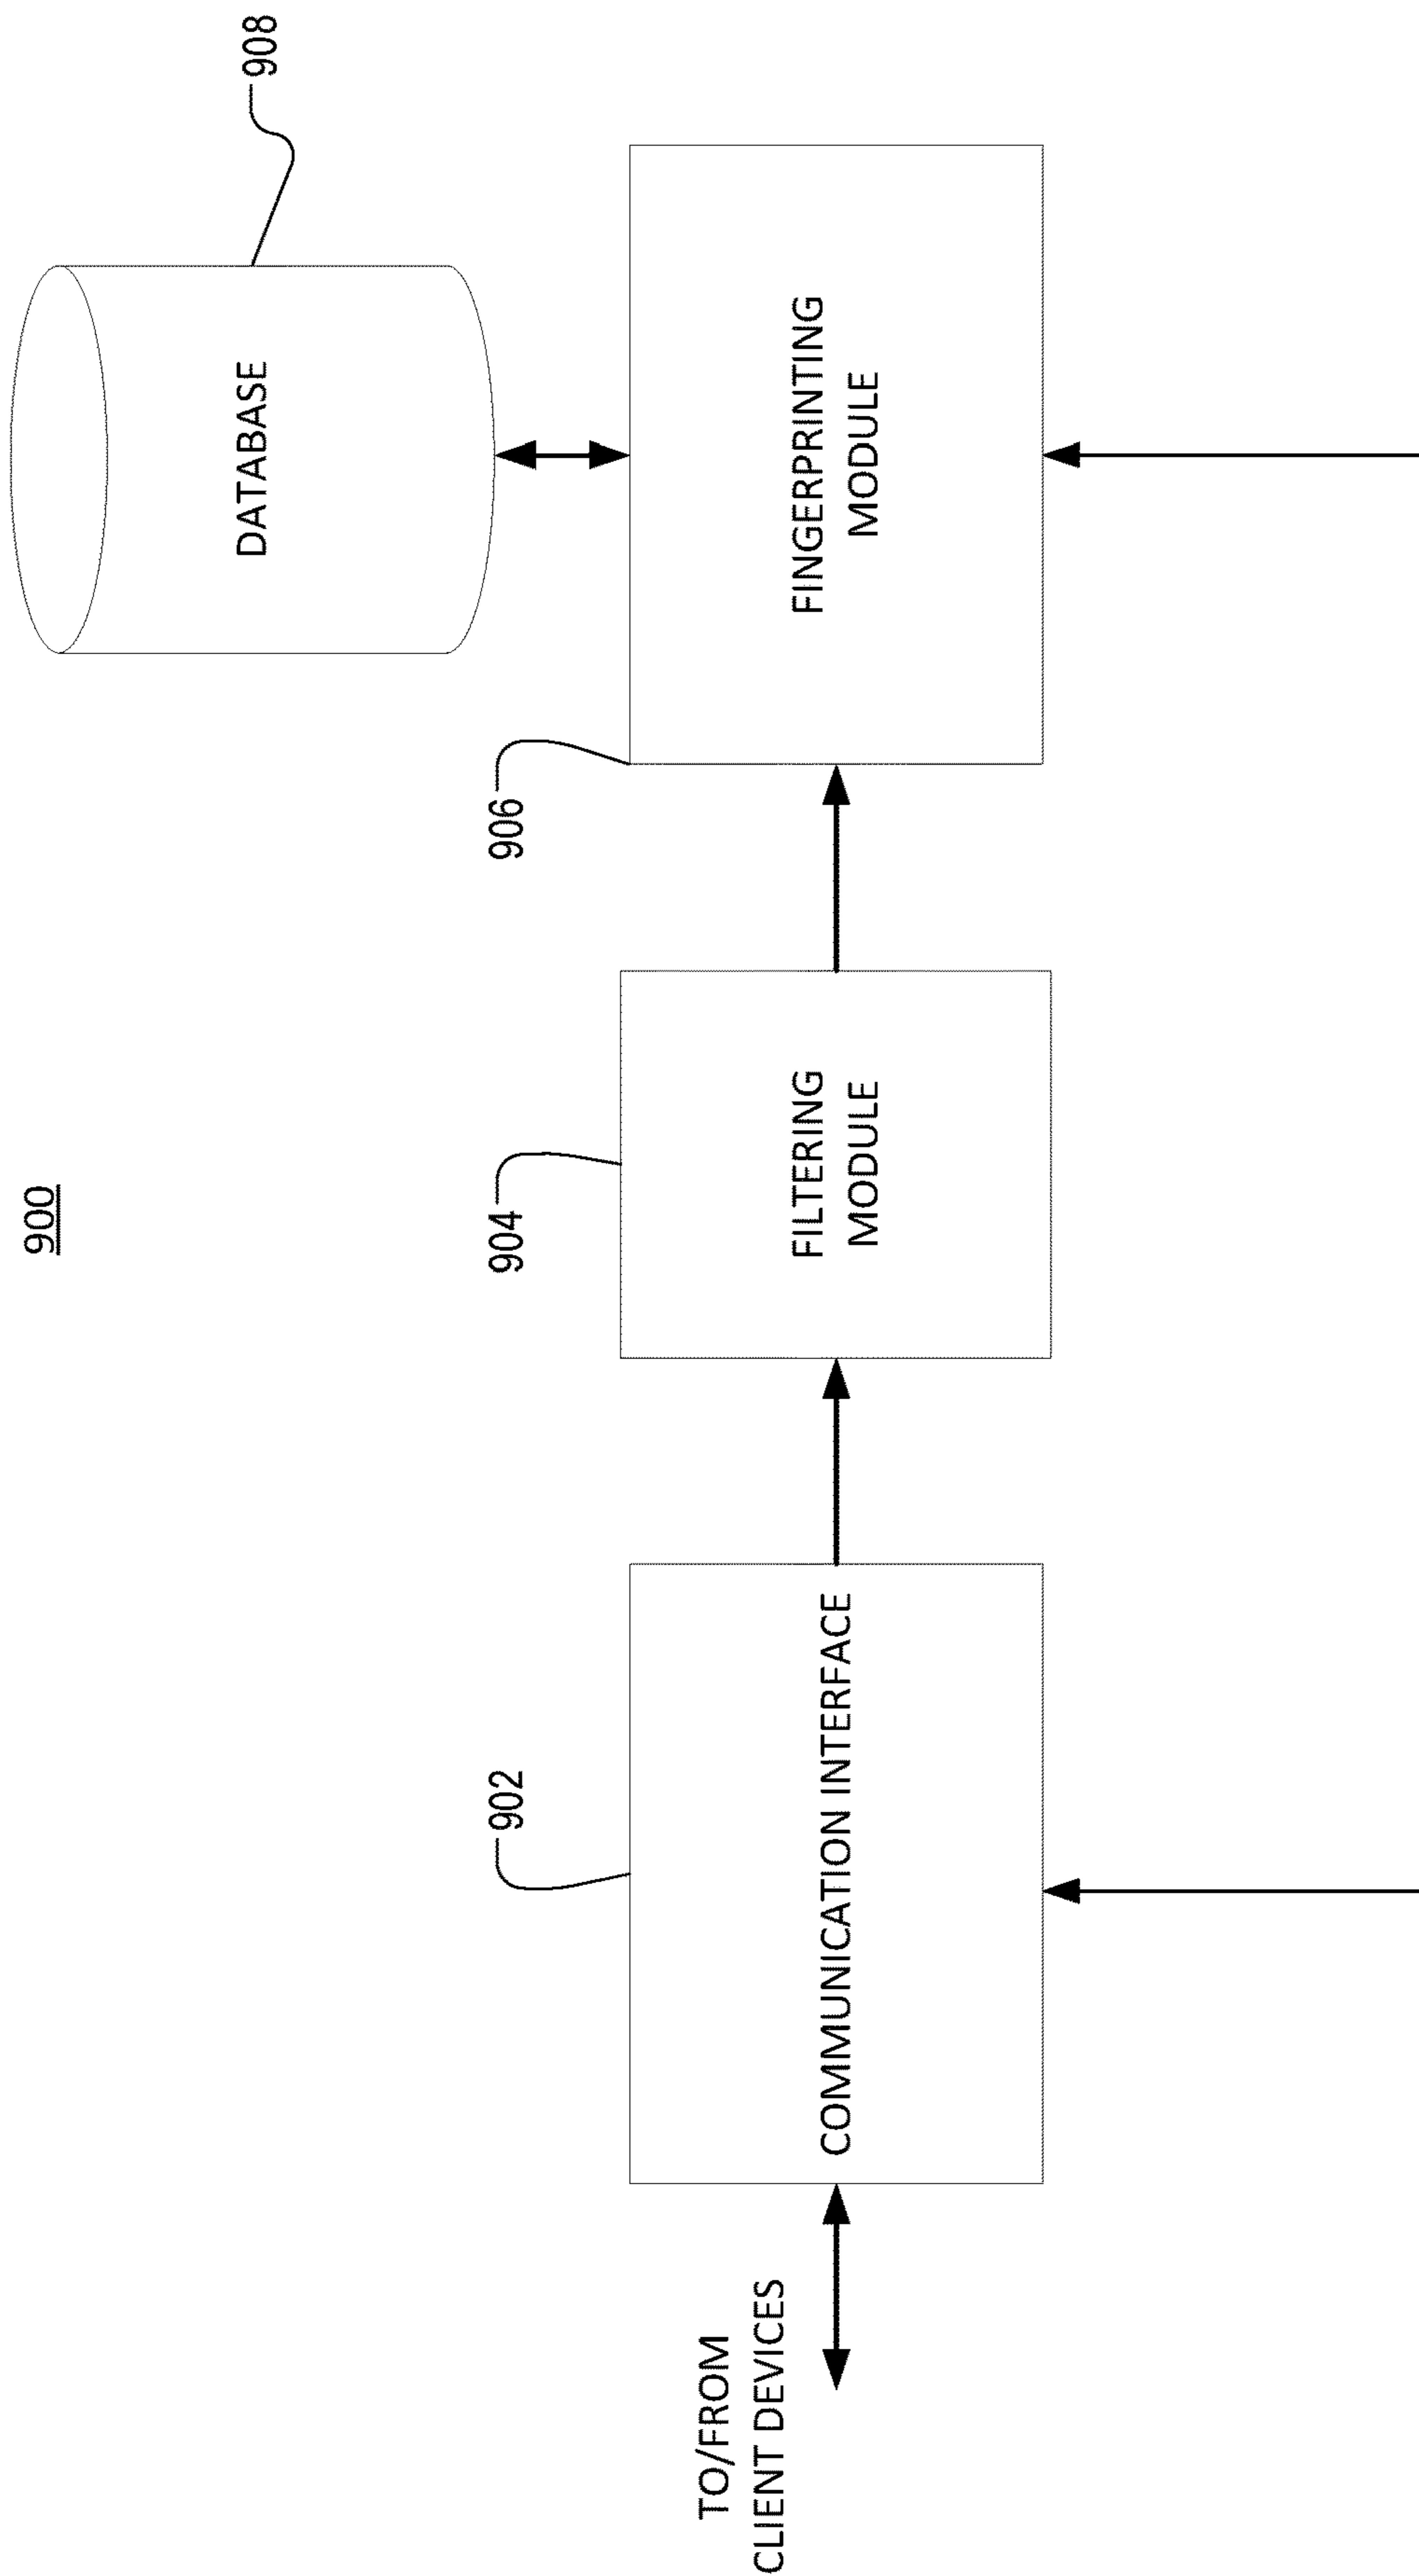 900
908
DATABASE
906
904
902
FINGERPRINTING
MODULE
FILTERING
MODULE
COMMUNICATION INTERFACE
TO/FROM
CLIENT DEVICES